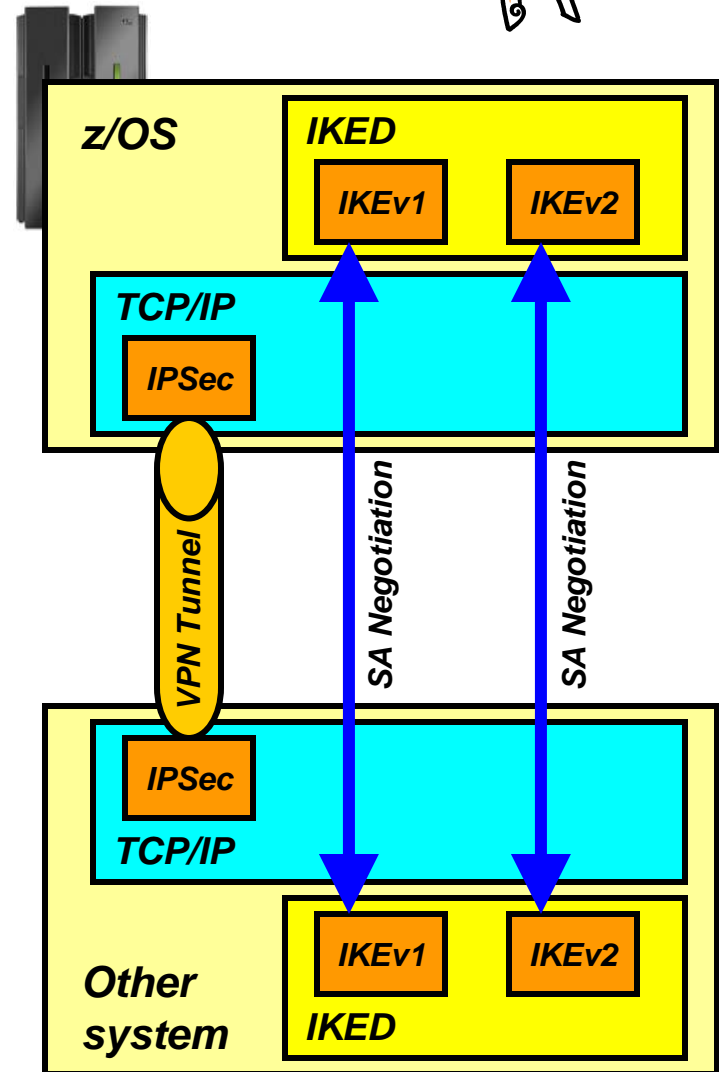 z/OS
IKED
IKEv1
IKEv2
TCP/IP
IPSec
VPN Tunnel
SA Negotiation
SA Negotiation
IPSec
TCP/IP
IKEv1
IKEv2
Other
system
IKED